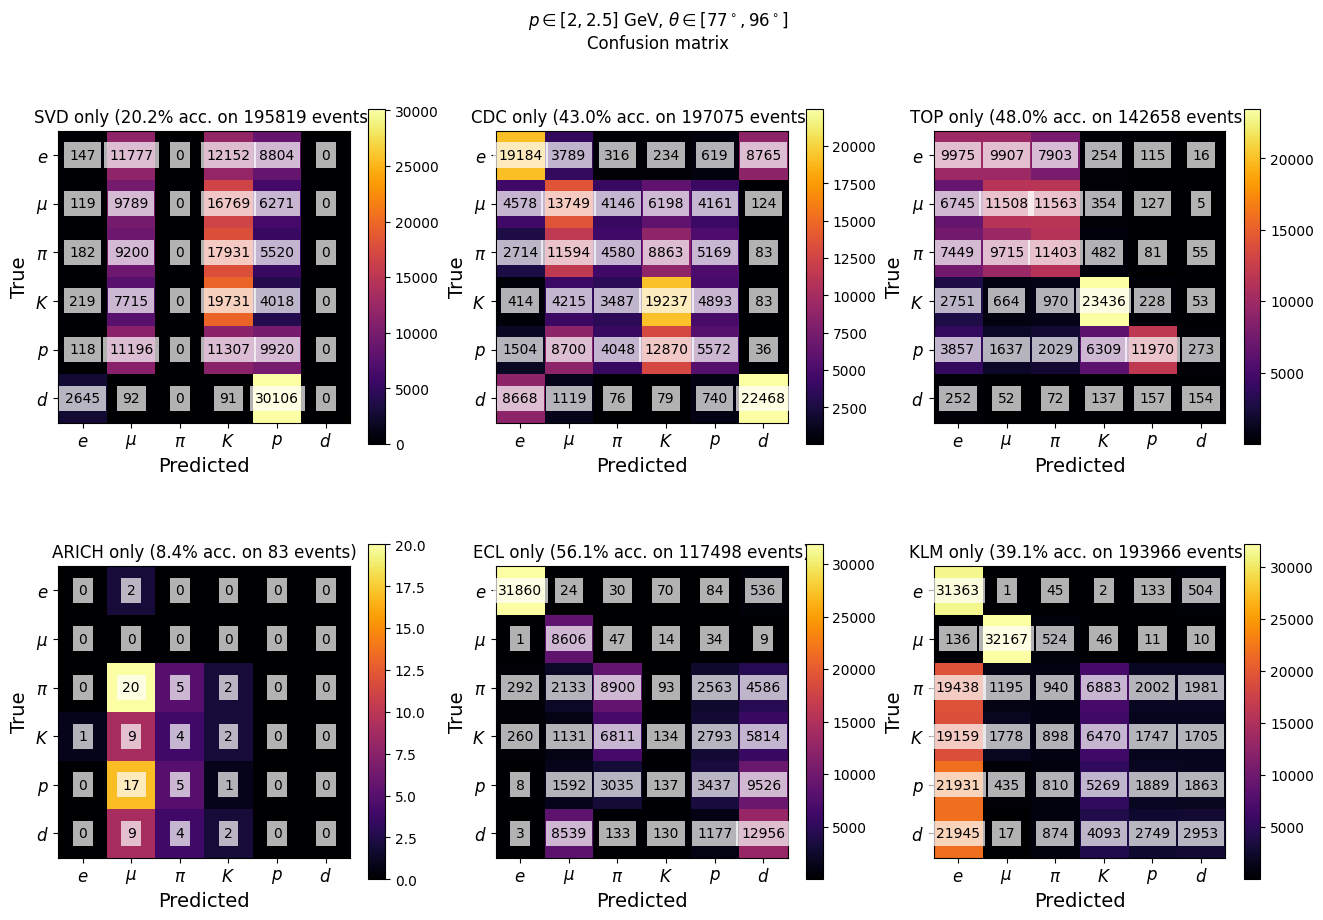 p ∈ [2, 2.5] GeV, θ ∈ [77°, 96°]
Confusion matrix
SVD only (20.2% acc. on 195819 events
True
e 147 11777 0 12152 8804 0
μ 119 9789 0 16769 6271 0
π 182 9200 0 17931 5520 0
K 219 7715 0 19731 4018 0
p 118 11196 0 11307 9920 0
d 2645 92 0 91 30106 0
e μ π K p d
Predicted
30000
25000
20000
15000
10000
5000
0
CDC only (43.0% acc. on 197075 events
True
e 19184 3789 316 234 619 8765
μ 4578 13749 4146 6198 4161 124
π 2714 11594 4580 8863 5169 83
K 414 4215 3487 19237 4893 83
p 1504 8700 4048 12870 5572 36
d 8668 1119 76 79 740 22468
e μ π K p d
Predicted
20000
17500
15000
12500
10000
7500
5000
2500
TOP only (48.0% acc. on 142658 events
True
e 9975 9907 7903 254 115 16
μ 6745 11508 11563 354 127 5
π 7449 9715 11403 482 81 55
K 2751 664 970 23436 228 53
p 3857 1637 2029 6309 11970 273
d 252 52 72 137 157 154
e μ π K p d
Predicted
20000
15000
10000
5000
ARICH only (8.4% acc. on 83 events)
True
e 0 2 0 0 0 0
μ 0 0 0 0 0 0
π 0 20 5 2 0 0
K 1 9 4 2 0 0
p 0 17 5 1 0 0
d 0 9 4 2 0 0
e μ π K p d
Predicted
20.0
17.5
15.0
12.5
10.0
7.5
5.0
2.5
0.0
ECL only (56.1% acc. on 117498 events)
True
e 31860 24 30 70 84 536
μ 1 8606 47 14 34 9
π 292 2133 8900 93 2563 4586
K 260 1131 6811 134 2793 5814
p 8 1592 3035 137 3437 9526
d 3 8539 133 130 1177 12956
e μ π K p d
Predicted
30000
25000
20000
15000
10000
5000
KLM only (39.1% acc. on 193966 events
True
e 31363 1 45 2 133 504
μ 136 32167 524 46 11 10
π 19438 1195 940 6883 2002 1981
K 19159 1778 898 6470 1747 1705
p 21931 435 810 5269 1889 1863
d 21945 17 874 4093 2749 2953
e μ π K p d
Predicted
30000
25000
20000
15000
10000
5000